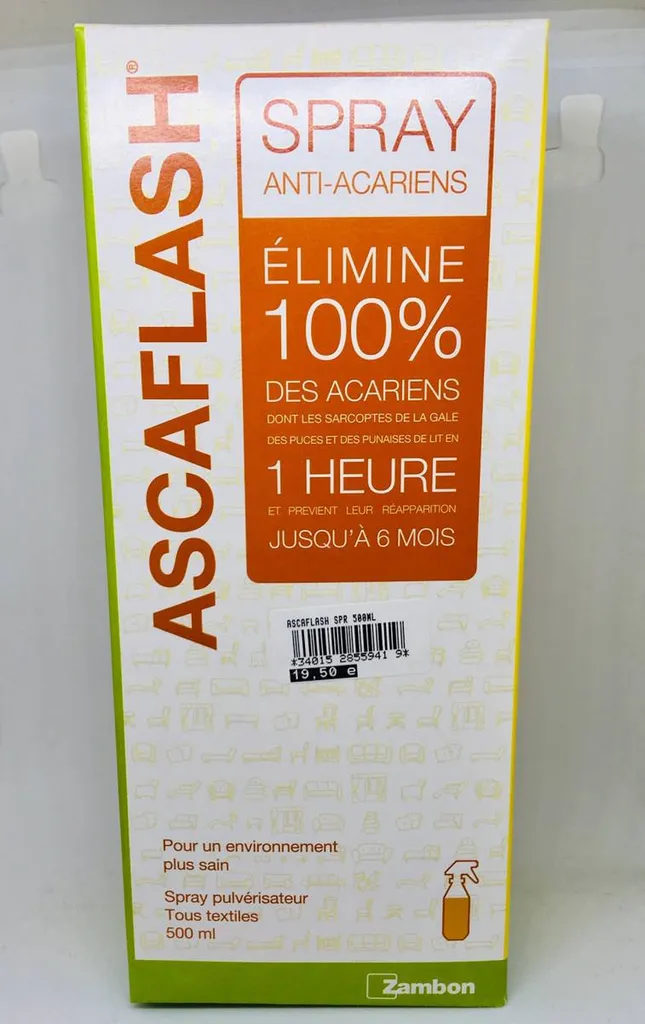 ASCAFLASH®
SPRAY
ANTI-ACARIENS
ÉLIMINE
100%
DES ACARIENS
DONT LES SARCOPTES DE LA GALE
DES PUCES ET DES PUNAISES DE LIT EN
1 HEURE
ET PREVIENT LEUR RÉAPPARITION
JUSQU'À 6 MOIS
ASCAFLASH SPR 500ML
*34015 2855941 9*
19,50 e
Pour un environnement
plus sain
Spray pulvérisateur
Tous textiles
500 ml
Zambon